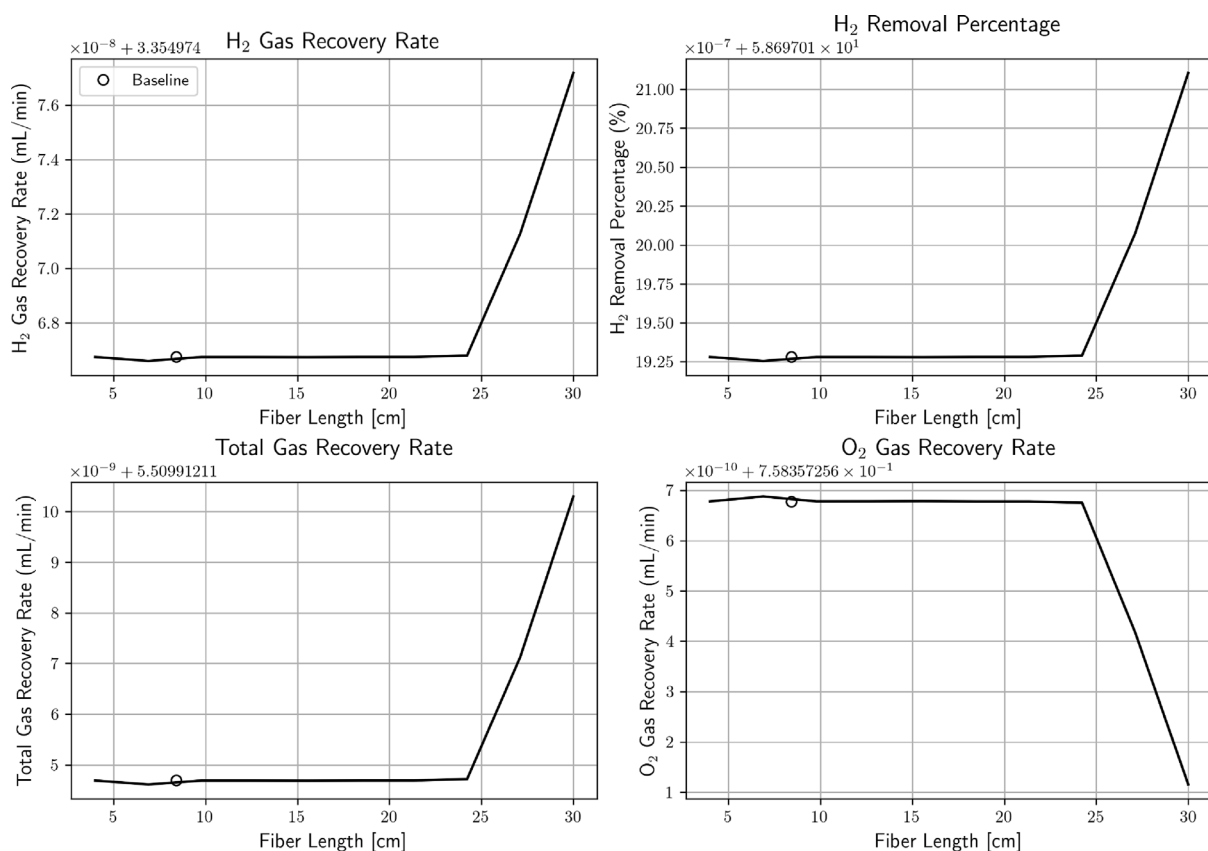 H₂ Gas Recovery Rate
×10⁻⁸ + 3.354974
Baseline
H₂ Gas Recovery Rate (mL/min)
7.6
7.4
7.2
7.0
6.8
5 10 15 20 25 30
Fiber Length [cm]
H₂ Removal Percentage
×10⁻⁷ + 5.869701 × 10¹
H₂ Removal Percentage (%)
21.00
20.75
20.50
20.25
20.00
19.75
19.50
19.25
5 10 15 20 25 30
Fiber Length [cm]
Total Gas Recovery Rate
×10⁻⁹ + 5.50991211
Total Gas Recovery Rate (mL/min)
10
9
8
7
6
5
5 10 15 20 25 30
Fiber Length [cm]
O₂ Gas Recovery Rate
×10⁻¹⁰ + 7.58357256 × 10⁻¹
O₂ Gas Recovery Rate (mL/min)
7
6
5
4
3
2
1
5 10 15 20 25 30
Fiber Length [cm]